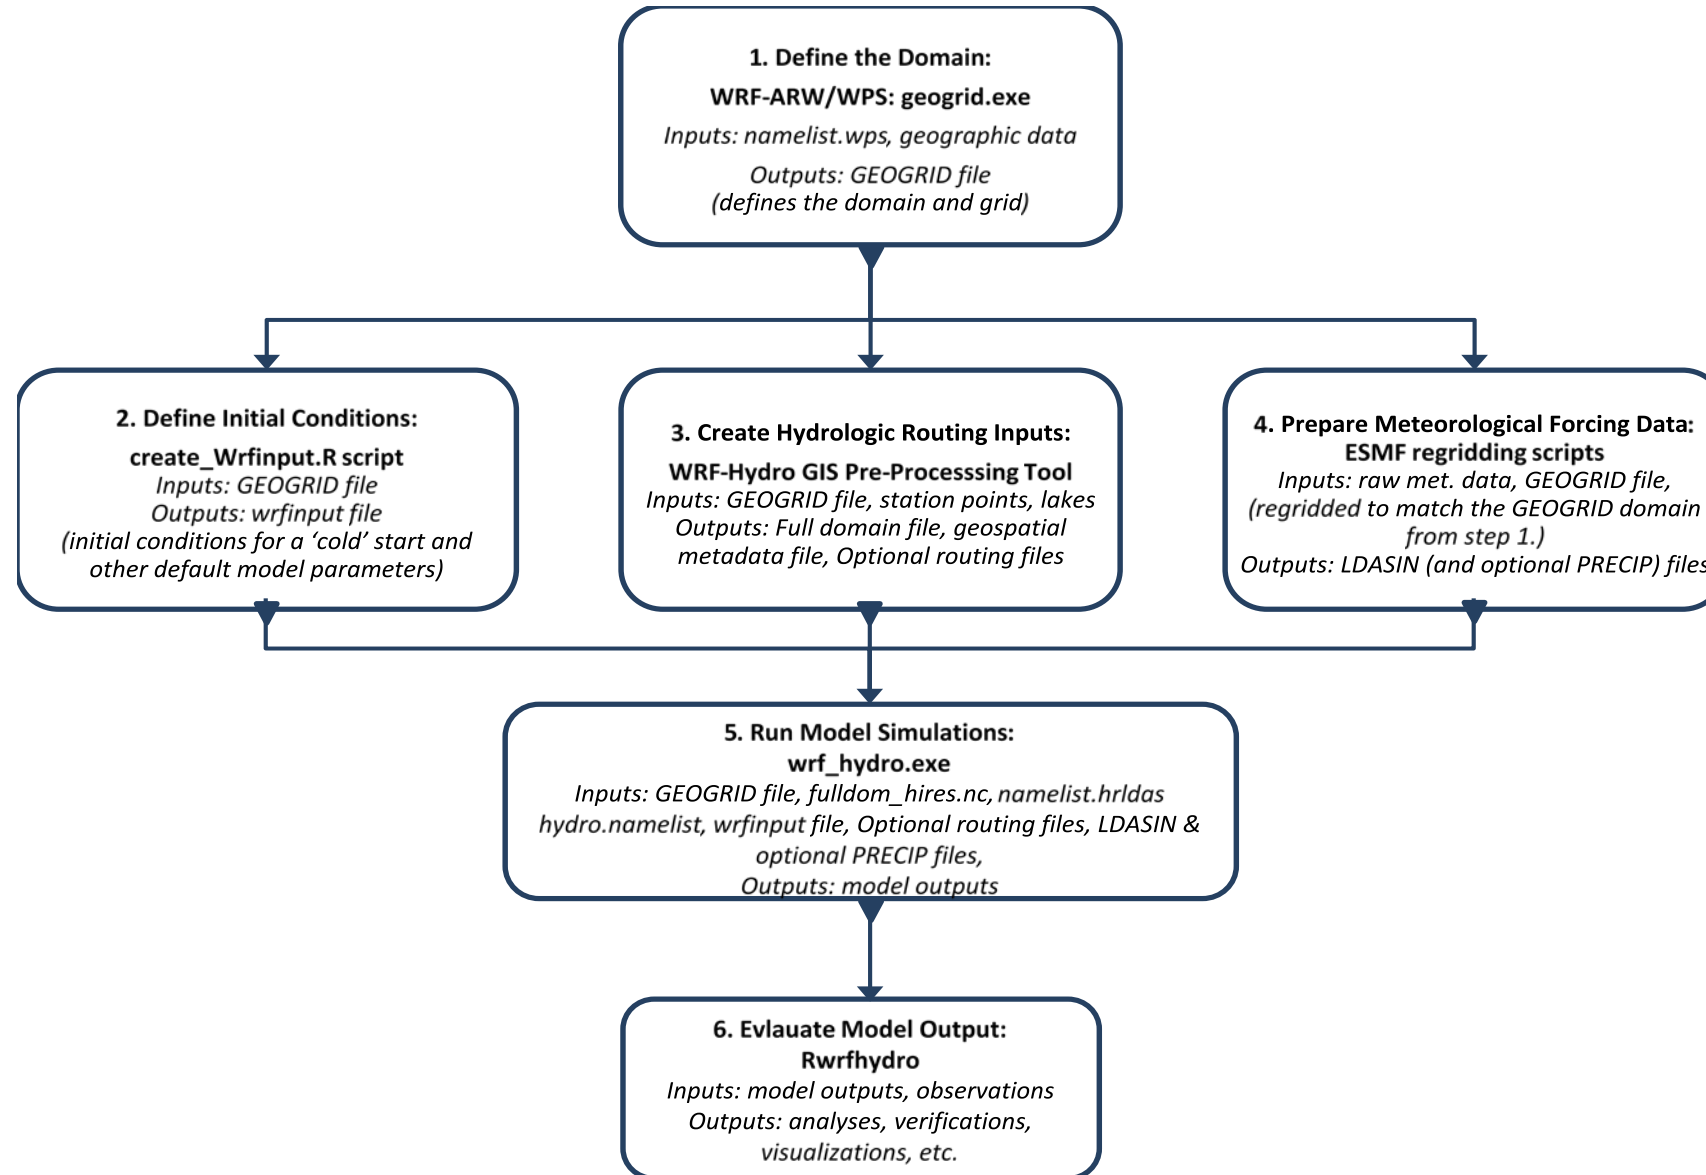 1. Define the Domain:
WRF-ARW/WPS: geogrid.exe
Inputs: namelist.wps, geographic data
Outputs: GEOGRID file
(defines the domain and grid)
2. Define Initial Conditions:
create_Wrfinput.R script
Inputs: GEOGRID file
Outputs: wrfinput file
(initial conditions for a ‘cold’ start and
other default model parameters)
3. Create Hydrologic Routing Inputs:
WRF-Hydro GIS Pre-Processsing Tool
Inputs: GEOGRID file, station points, lakes
Outputs: Full domain file, geospatial
metadata file, Optional routing files
4. Prepare Meteorological Forcing Data:
ESMF regridding scripts
Inputs: raw met. data, GEOGRID file,
(regridded to match the GEOGRID domain
from step 1.)
Outputs: LDASIN (and optional PRECIP) files
5. Run Model Simulations:
wrf_hydro.exe
Inputs: GEOGRID file, fulldom_hires.nc, namelist.hrldas
hydro.namelist, wrfinput file, Optional routing files, LDASIN &
optional PRECIP files,
Outputs: model outputs
6. Evlauate Model Output:
Rwrfhydro
Inputs: model outputs, observations
Outputs: analyses, verifications,
visualizations, etc.